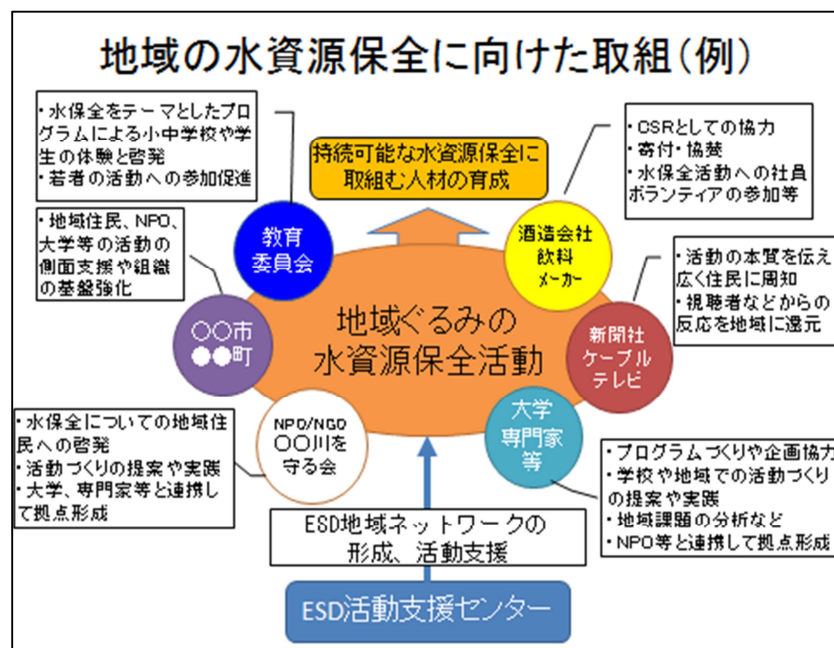 地域の水資源保全に向けた取組(例)
・水保全をテーマとしたプロ
グラムによる小中学校や学
生の体験と啓発
・若者の活動への参加促進
持続可能な水資源保全に
取組む人材の育成
・CSRとしての協力
・寄付・協賛
・水保全活動への社員
ボランティアの参加等
・地域住民、NPO、
大学等の活動の
側面支援や組織
の基盤強化
教育
委員会
酒造会社
飲料
メーカー
・活動の本質を伝え
広く住民に周知
・視聴者などからの
反応を地域に還元
○○市
●●町
地域ぐるみの
水資源保全活動
新聞社
ケーブル
テレビ
NPO/NGO
○○川を
守る会
大学
専門家
等
・水保全についての地域住
民への啓発
・活動づくりの提案や実践
・大学、専門家等と連携し
て拠点形成
・プログラムづくりや企画協力
・学校や地域での活動づくり
の提案や実践
・地域課題の分析など
・NPO等と連携して拠点形成
ESD地域ネットワークの
形成、活動支援
ESD活動支援センター